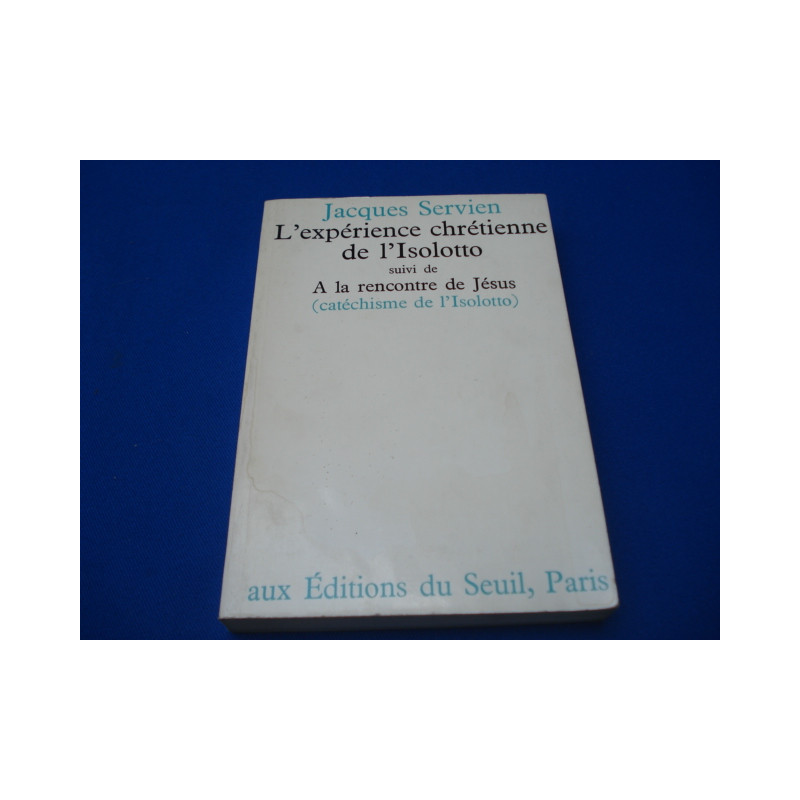 Jacques Servien
L'expérience chrétienne
de l'Isolotto
suivi de
A la rencontre de Jésus
(catéchisme de l'Isolotto)
aux Éditions du Seuil, Paris